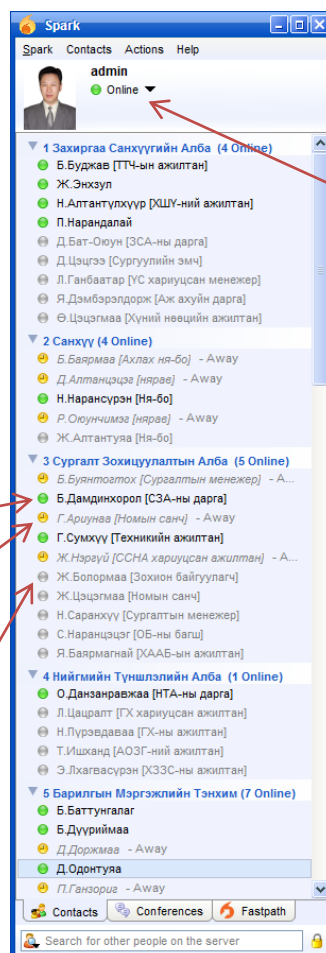 Spark
Spark Contacts Actions Help
admin
Online
1 Захиргаа Санхүүгийн Алба (4 Online)
Б.Буджав [ТТЧ-ын ажилтан]
Ж.Энхзул
Н.Алтантүлхүүр [ХШҮ-ний ажилтан]
П.Нарандалай
Д.Бат-Оюун [ЗСА-ны дарга]
Д.Цэцгээ [Сургуулийн эмч]
Л.Ганбаатар [ҮС хариуцсан менежер]
Я.Дэмбэрэлдорж [Аж ахуйн дарга]
Ө.Цэцэгмаа [Хүний нөөцийн ажилтан]
2 Санхүү (4 Online)
Б.Баярмаа [Ахлах ня-бо] - Away
Д.Алтанцэцэг [нярав] - Away
Н.Нарансүрэн [Ня-бо]
Р.Оюунчимэг [нярав] - Away
Ж.Алтантуяа [Ня-бо]
3 Сургалт Зохицуулалтын Алба (5 Online)
Б.Буянтогтох [Сургалтын менежер] - A...
Б.Дамдинхорол [СЗА-ны дарга]
Г.Ариунаа [Номын санч] - Away
Г.Сумхүү [Техникийн ажилтан]
Ж.Нэргүй [ССНА хариуцсан ажилтан] - A...
Ж.Болормаа [Зохион байгуулагч]
Ж.Цэцэгмаа [Номын санч]
Н.Саранхүү [Сургалтын менежер]
С.Наранцэцэг [ОБ-ны багш]
Я.Баярмагнай [ХААБ-ын ажилтан]
4 Нийгмийн Түншлэлийн Алба (1 Online)
О.Данзанравжаа [НТА-ны дарга]
Л.Цацралт [ГХ хариуцсан ажилтан]
Н.Пүрэвдаваа [ГХ-ны ажилтан]
Т.Ишханд [АОЗГ-ний ажилтан]
Э.Лхагвасүрэн [ХЗЗС-ны ажилтан]
5 Барилгын Мэргэжлийн Тэнхим (7 Online)
Б.Баттунгалаг
Б.Дүүриймаа
Д.Доржмаа - Away
Д.Одонтуяа
П.Ганзориг - Away
Contacts Conferences Fastpath
Search for other people on the server